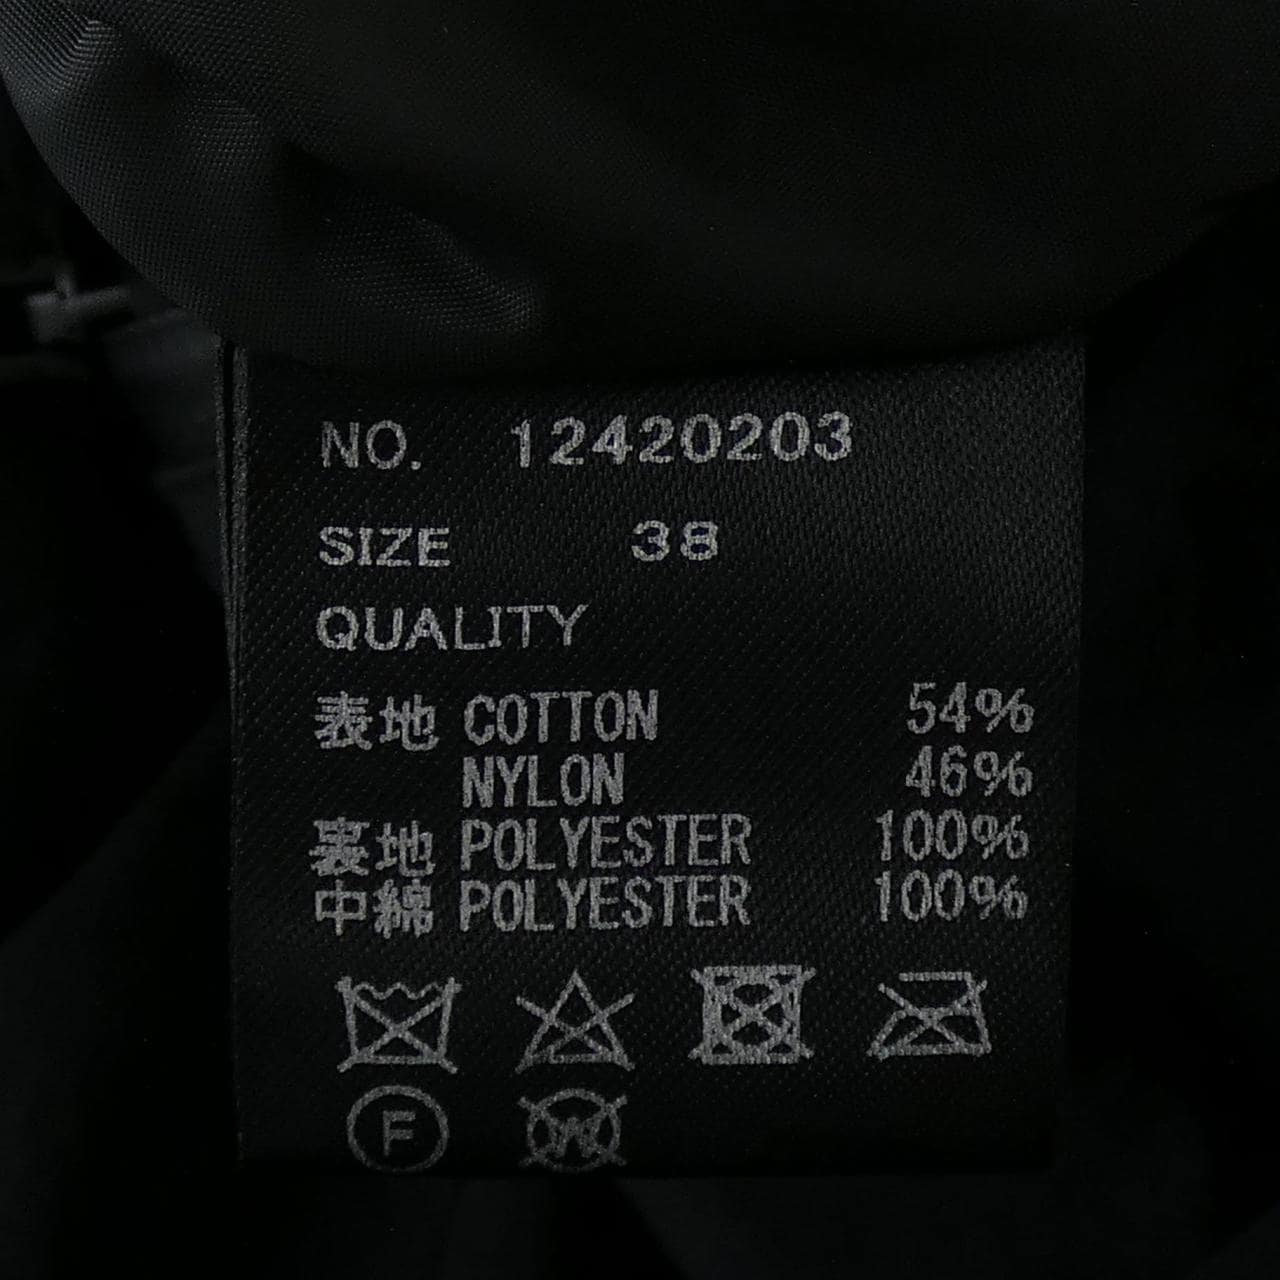 NO. 12420203
SIZE 38
QUALITY
表地 COTTON 54%
NYLON 46%
裏地 POLYESTER 100%
中綿 POLYESTER 100%
F W